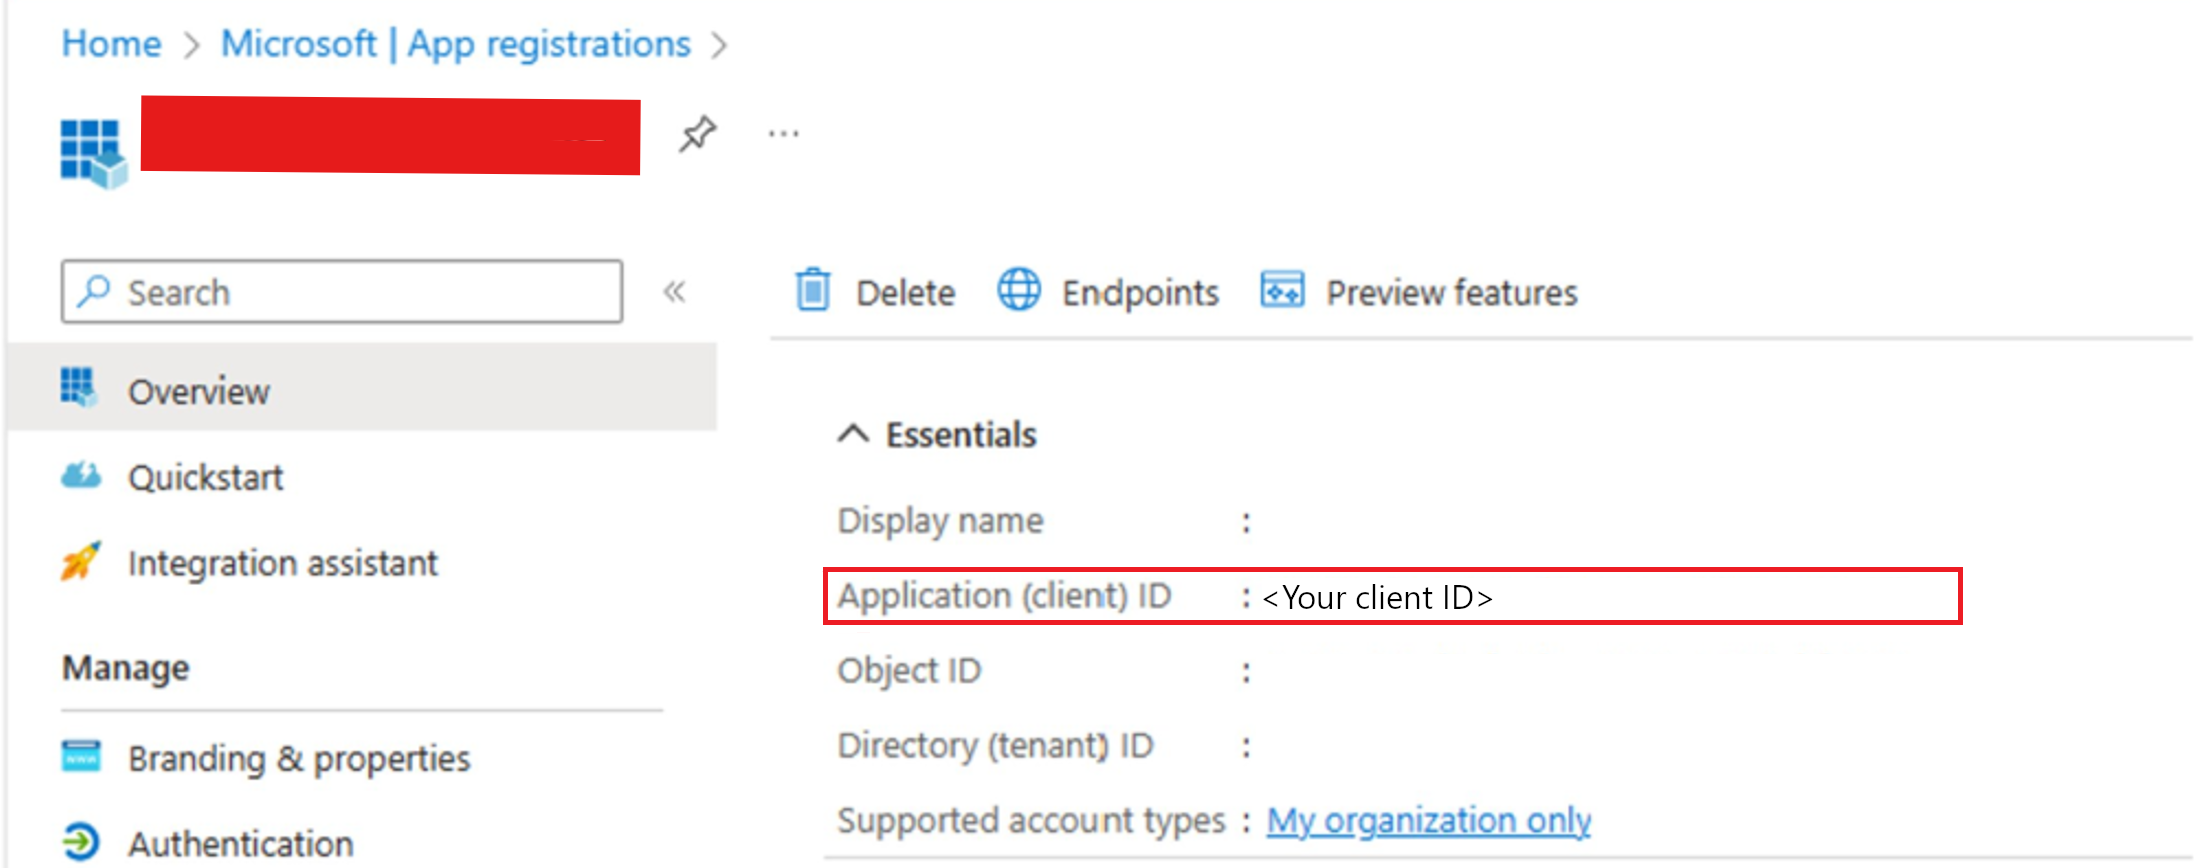 Home > Microsoft | App registrations >
...
Search «
Overview
Quickstart
Integration assistant
Manage
Branding & properties
Authentication
Delete Endpoints Preview features
Essentials
Display name :
Application (client) ID : <Your client ID>
Object ID :
Directory (tenant) ID :
Supported account types : My organization only